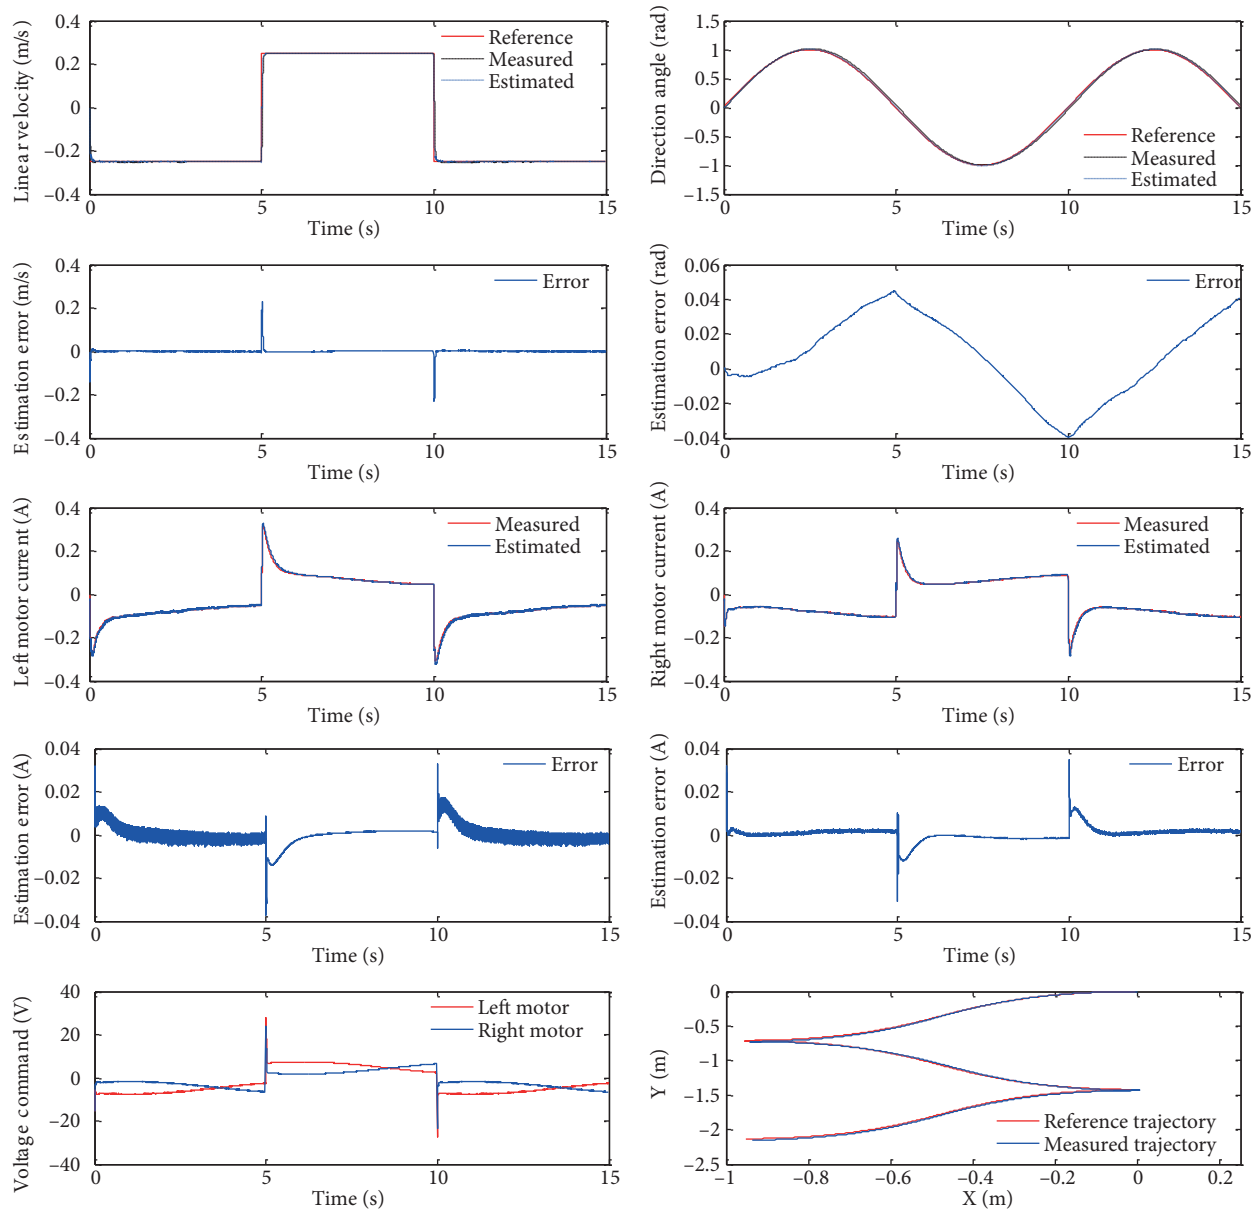 Linear velocity (m/s)
0.4
0.2
0
−0.2
−0.4
Reference
Measured
Estimated
0
5
10
15
Time (s)
Direction angle (rad)
1.5
1
0.5
0
−0.5
−1
−1.5
Reference
Measured
Estimated
0
5
10
15
Time (s)
Estimation error (m/s)
0.4
0.2
0
−0.2
−0.4
Error
0
5
10
15
Time (s)
Estimation error (rad)
0.06
0.04
0.02
0
−0.02
−0.04
Error
0
5
10
15
Time (s)
Left motor current (A)
0.4
0.2
0
−0.2
−0.4
Measured
Estimated
0
5
10
15
Time (s)
Right motor current (A)
0.4
0.2
0
−0.2
−0.4
Measured
Estimated
0
5
10
15
Time (s)
Estimation error (A)
0.04
0.02
0
−0.02
−0.04
Error
0
5
10
15
Time (s)
Estimation error (A)
0.04
0.02
0
−0.02
−0.04
Error
0
5
10
15
Time (s)
Voltage command (V)
40
20
0
−20
−40
Left motor
Right motor
0
5
10
15
Time (s)
Y (m)
0
−0.5
−1
−1.5
−2
−2.5
Reference trajectory
Measured trajectory
−1
−0.8
−0.6
−0.4
−0.2
0
0.2
X (m)